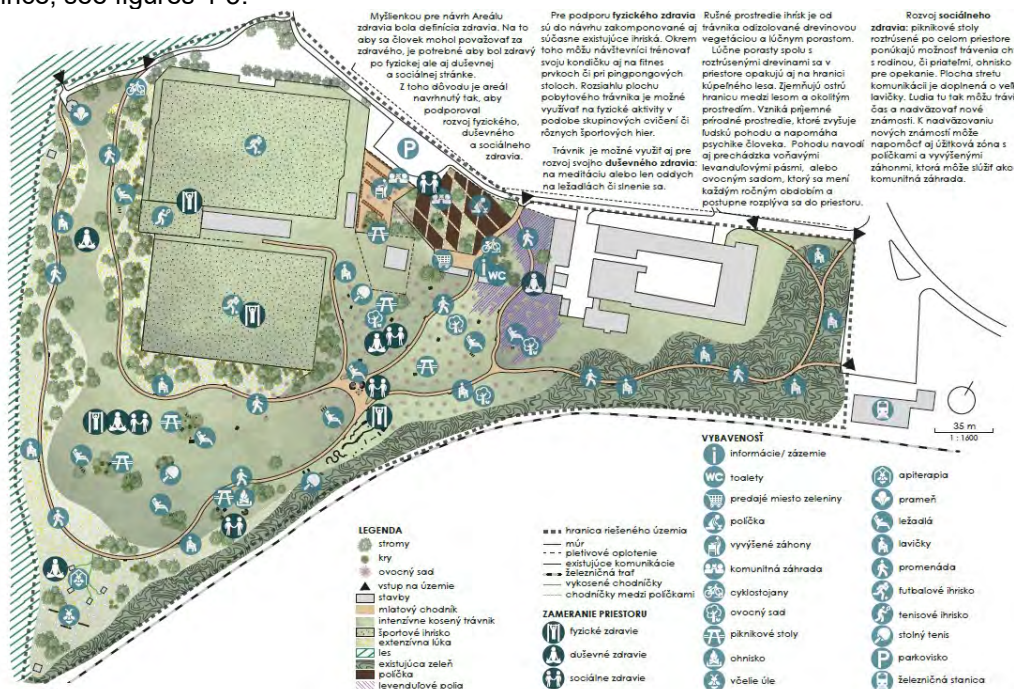 ince, see figures 4-5.
Myšlienkou pre návrh Areálu
zdravia bola definícia zdravia. Na to
aby sa človek mohol považovať za
zdravého, je potrebné aby bol zdravý
po fyzickej ale aj duševnej
a sociálnej stránke.
Z toho dôvodu je areál
navrhnutý tak, aby
podporoval
rozvoj fyzického,
duševného
a sociálneho
zdravia.
Pre podporu fyzického zdravia
sú do návrhu zakomponované aj
súčasne existujúce ihriská. Okrem
toho môžu návštevníci trénovať
svoju kondičku aj na fitnes
prvkoch či pri pingpongových
stoloch. Rozsiahlu plochu
pobytového trávnika je možné
využívať na fyzické aktivity v
podobe skupinových cvičení či
rôznych športových hier.
Trávnik je možné využiť aj pre
rozvoj svojho duševného zdravia:
na meditáciu alebo len oddych
na ležadlách či slnenie sa.
Rušné prostredie ihrísk je od
trávnika odizolované drevinovou
vegetáciou a lúčnym porastom.
Lúčne porasty spolu s
roztrúsenými drevinami sa v
priestore opakujú aj na hranici
kúpeľného lesa. Zjemňujú ostrú
hranicu medzi lesom a okolitým
prostredím. Vzniká príjemné
prírodné prostredie, ktoré zvyšuje
ľudskú pohodu a napomáha
psychike človeka. Pohodu navodí
aj prechádzka voňavými
levanduľovými pásmi, alebo
ovocným sadom, ktorý sa mení
každým ročným obdobím a
postupne rozplýva sa do priestoru.
Rozvoj sociálneho
zdravia: piknikové stoly
roztrúsené po celom priestore
ponúkajú možnosť trávenia ch
s rodinou, či priateľmi, ohnisko
pre opekanie. Plocha stretu
komunikácií je doplnená o veľ
lavičky. Ľudia tu tak môžu trávi
čas a nadväzovať nové
známosti. K nadväzovaniu
nových známostí môže
napomôcť aj úžitková zóna s
políčkami a vyvýšenými
záhonmi, ktorá môže slúžiť ako
komunitná záhrada.
P
i
WC
35 m
1 : 1600
LEGENDA
stromy
kry
ovocný sad
vstup na územie
stavby
mlatový chodník
intenzívne kosený trávnik
športové ihrisko
extenzívna lúka
les
existujúca zeleň
políčka
levenduľové polia
hranica riešeného územia
múr
pletivové oplotenie
existujúce komunikácie
železničná trať
vykosené chodníčky
chodníčky medzi políčkami
ZAMERANIE PRIESTORU
fyzické zdravie
duševné zdravie
sociálne zdravie
VYBAVENOSŤ
i informácie/ zázemie
WC toalety
predajé miesto zeleniny
políčka
vyvýšené záhony
komunitná záhrada
cyklostojany
ovocný sad
piknikové stoly
ohnisko
včelie úle
apiterapia
prameň
ležadlá
lavičky
promenáda
futbalové ihrisko
tenisové ihrisko
stolný tenis
P parkovisko
železničná stanica